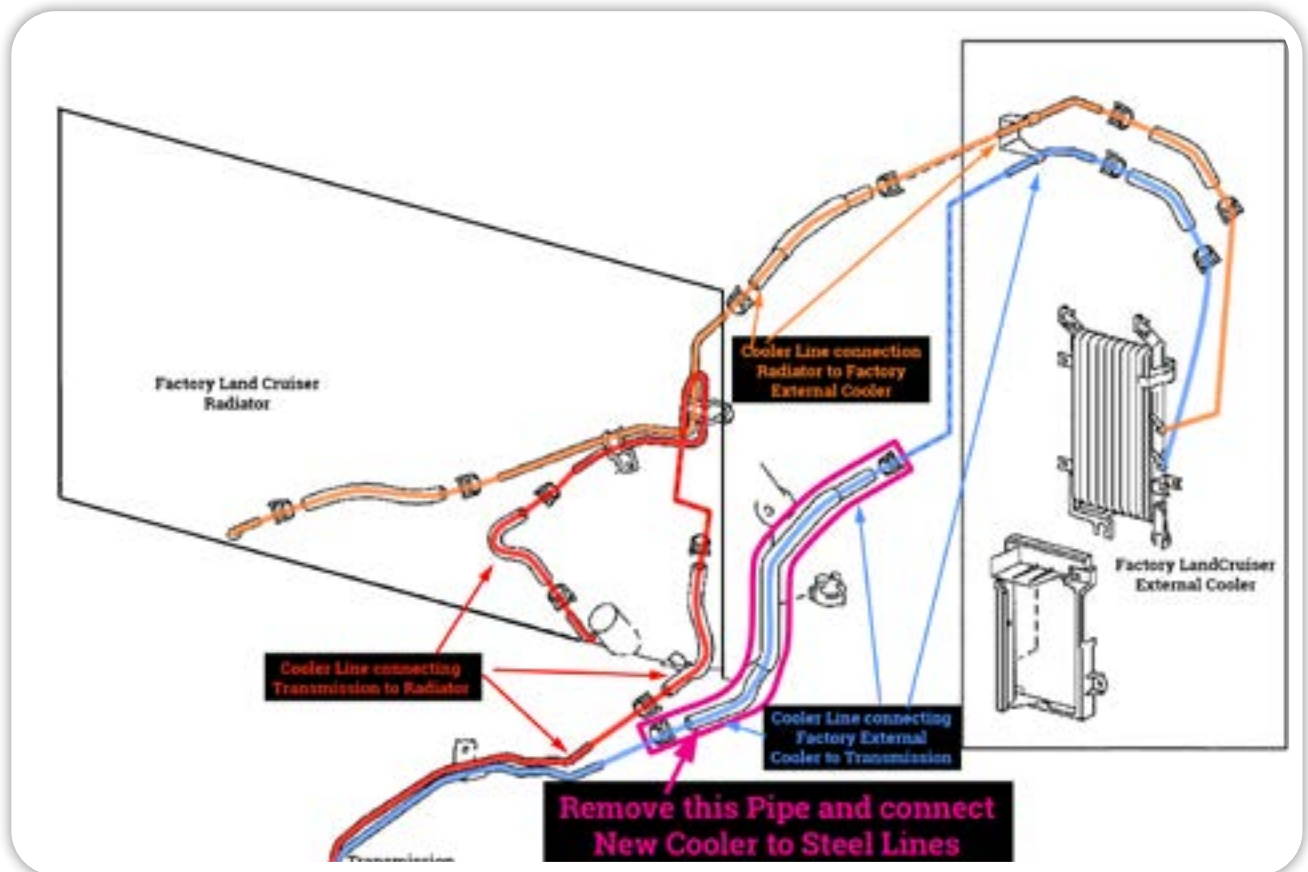 Factory Land Cruiser
Radiator
Cooler Line connection
Radiator to Factory
External Cooler
Factory LandCruiser
External Cooler
Cooler Line connecting
Transmission to Radiator
Cooler Line connecting
Factory External
Cooler to Transmission
Remove this Pipe and connect
New Cooler to Steel Lines
Transmission